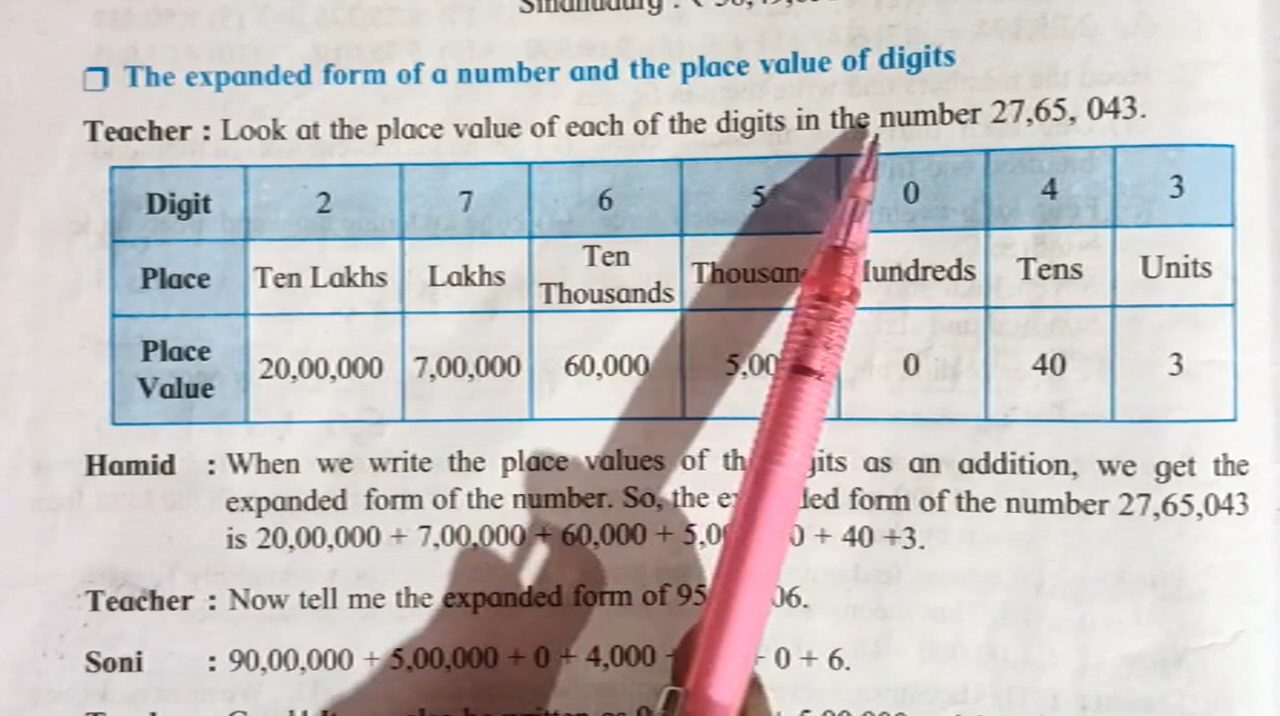 The expanded form of a number and the place value of digits
Teacher : Look at the place value of each of the digits in the number 27,65, 043.
Digit 2 7 6 5 0 4 3
Place Ten Lakhs Lakhs Ten Thousands Tens Units
Place Value 20,00,000 7,00,000 60,000 0 40 3
Hamid : When we write the place values of as an addition, we get the
expanded form of the number. So, the form of the number 27,65,043
is 20,00,000 + 7,00,000 + 60,000 + + 40 +3.
Teacher : Now tell me the expanded form of
Soni : 90,00,000 + 5,00,000 + 0 + 4,000 0 + 6.